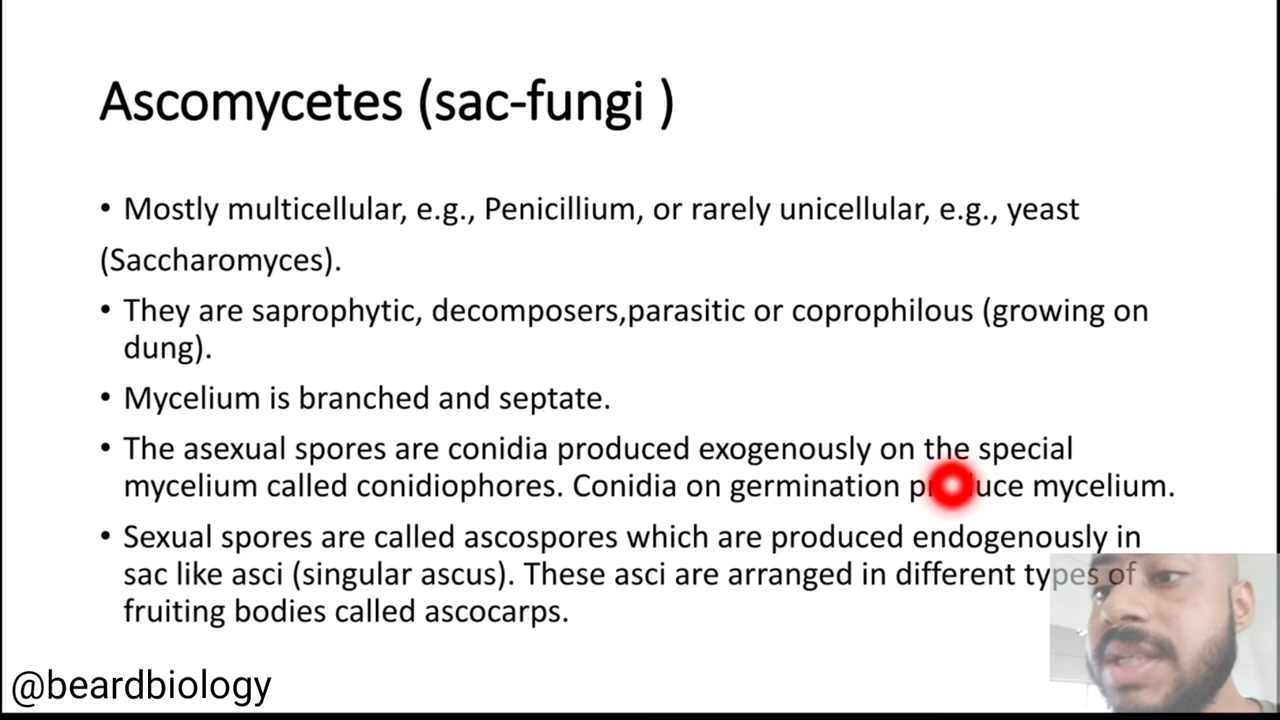 Ascomycetes (sac-fungi )
• Mostly multicellular, e.g., Penicillium, or rarely unicellular, e.g., yeast
(Saccharomyces).
• They are saprophytic, decomposers,parasitic or coprophilous (growing on
dung).
• Mycelium is branched and septate.
• The asexual spores are conidia produced exogenously on the special
mycelium called conidiophores. Conidia on germination produce mycelium.
• Sexual spores are called ascospores which are produced endogenously in
sac like asci (singular ascus). These asci are arranged in different types of
fruiting bodies called ascocarps.
@beardbiology